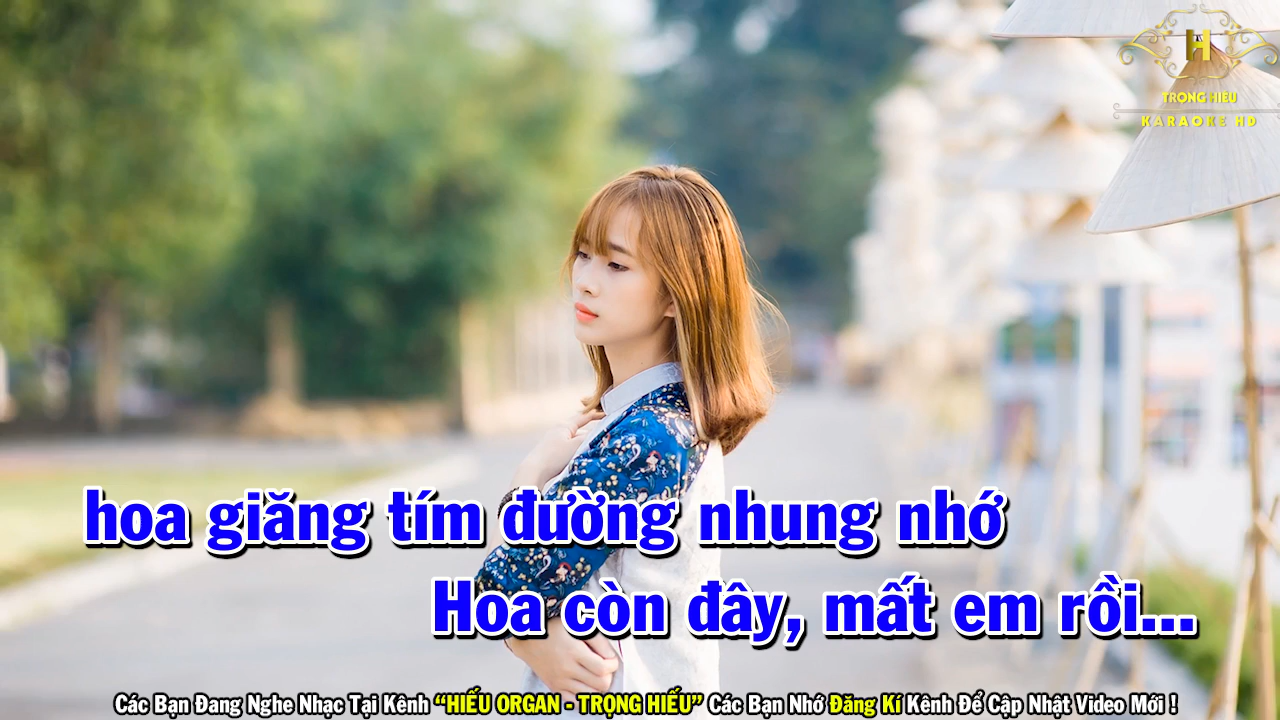 H
TRỌNG HIẾU
KARAOKE HD
hoa giăng tím đường nhung nhớ
Hoa còn đây, mất em rồi...
Các Bạn Đang Nghe Nhạc Tại Kênh “HIẾU ORGAN - TRỌNG HIẾU” Các Bạn Nhớ Đăng Kí Kênh Để Cập Nhật Video Mới !